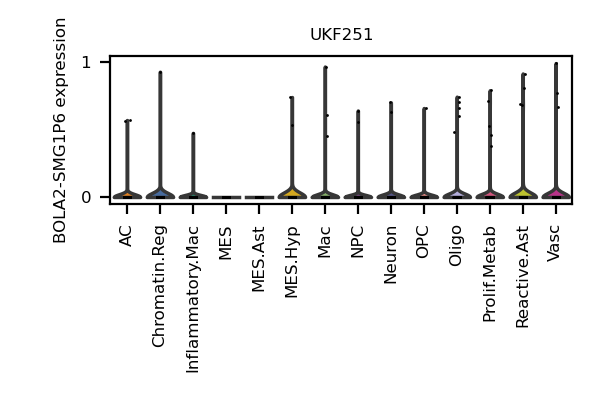 UKF251
BOLA2-SMG1P6 expression
1
0
AC
Chromatin.Reg
Inflammatory.Mac
MES
MES.Ast
MES.Hyp
Mac
NPC
Neuron
OPC
Oligo
Prolif.Metab
Reactive.Ast
Vasc